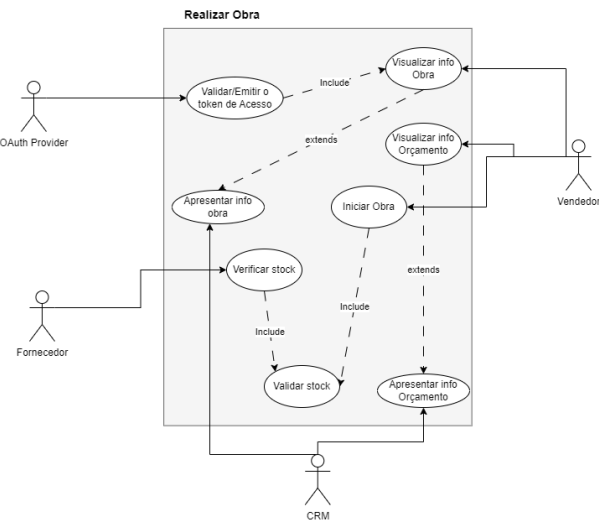 Realizar Obra
Visualizar info
Obra
Validar/Emitir o
token de Acesso
Include
OAuth Provider
extends
Visualizar info
Orçamento
Vendedor
Apresentar info
obra
Iniciar Obra
Verificar stock
extends
Include
Include
Fornecedor
Validar stock
Apresentar info
Orçamento
CRM